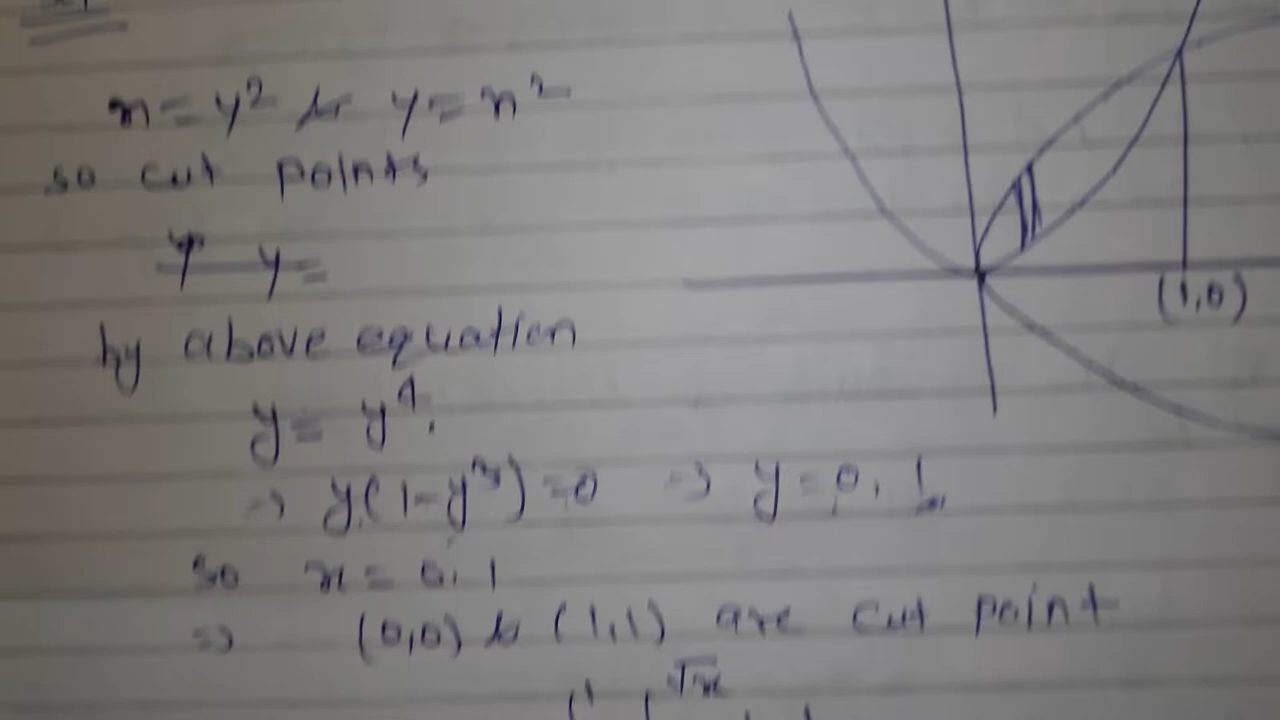 x = y² & y = x²
so cut points
y =
by above equation
y = y⁴.
⇒ y(1-y³) = 0 ⇒ y = 0, 1
so x = 0, 1
⇒ (0,0) & (1,1) are cut point
√x
(1,0)